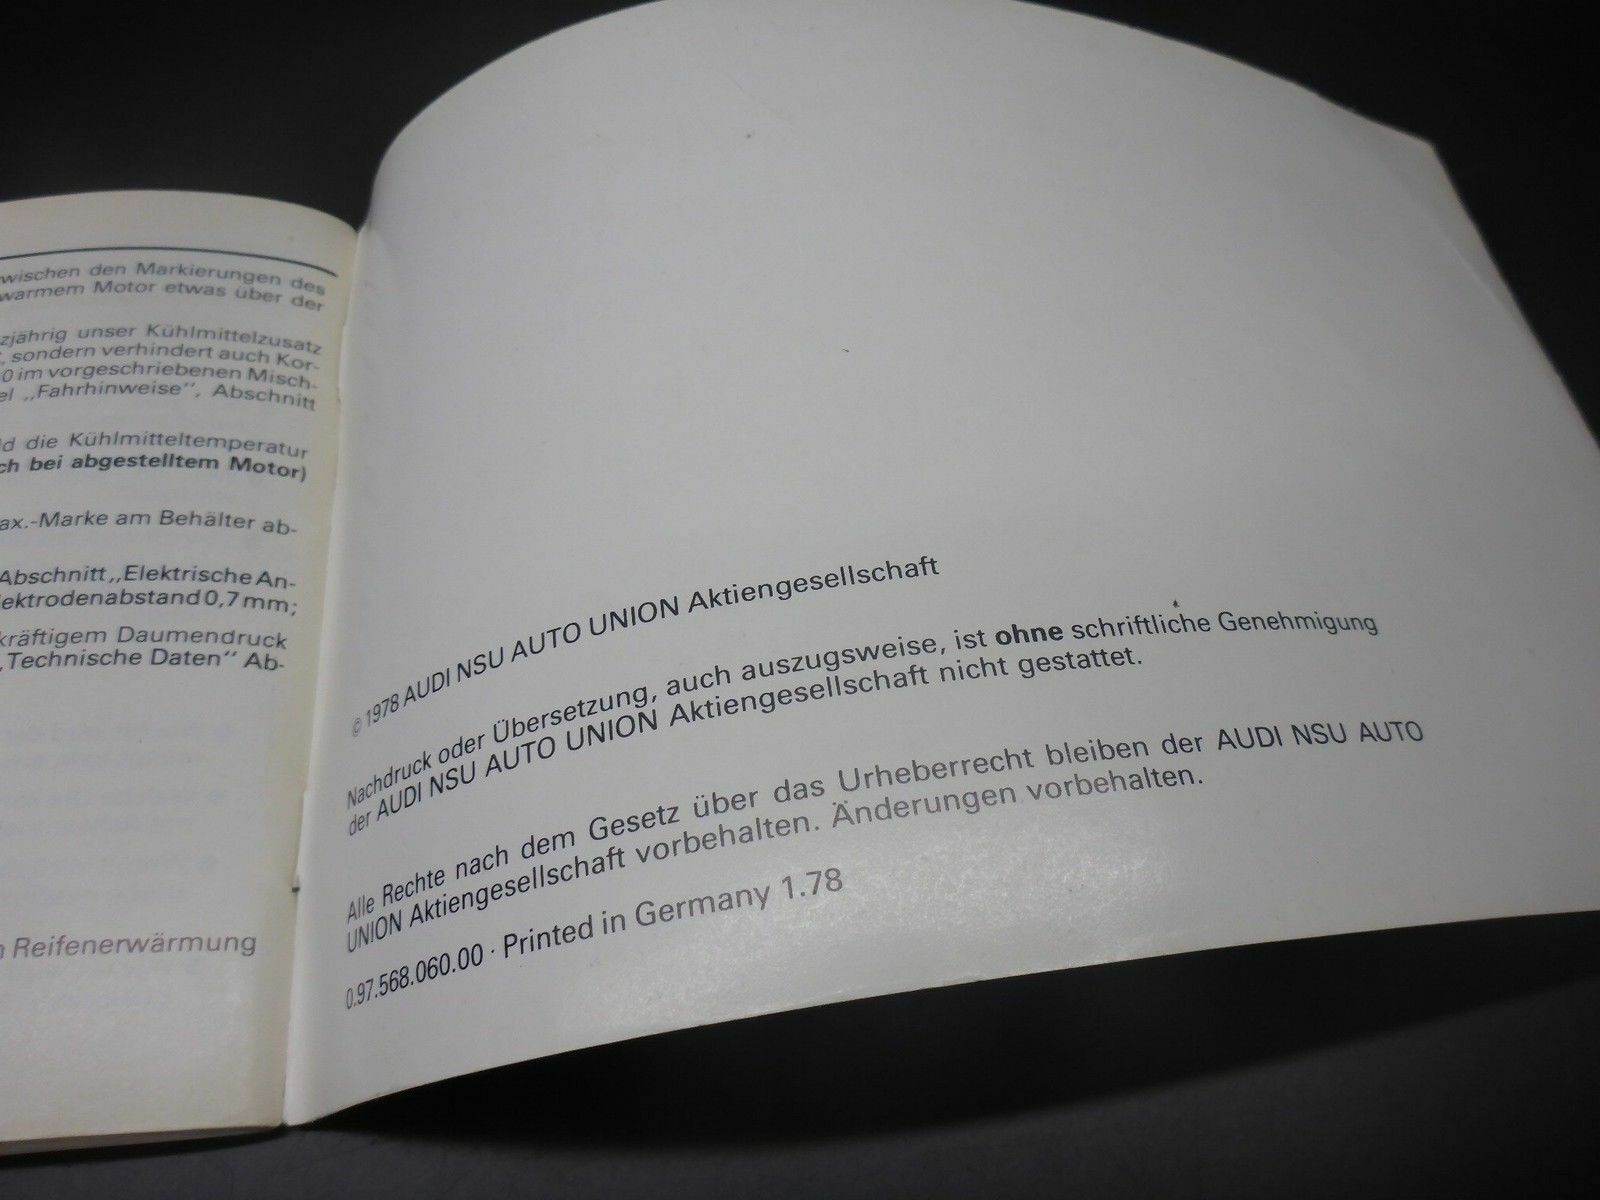 wischen den Markierungen des
warmem Motor etwas über der
zjährig unser Kühlmittelzusatz
, sondern verhindert auch Kor-
0 im vorgeschriebenen Misch-
el „Fahrhinweise“, Abschnitt
ld die Kühlmitteltemperatur
ch bei abgestelltem Motor)
ax.-Marke am Behälter ab-
Abschnitt „Elektrische An-
lektrodenabstand 0,7 mm;
kräftigem Daumendruck
„Technische Daten“ Ab-
n Reifenerwärmung
© 1978 AUDI NSU AUTO UNION Aktiengesellschaft
Nachdruck oder Übersetzung, auch auszugsweise, ist ohne schriftliche Genehmigung
der AUDI NSU AUTO UNION Aktiengesellschaft nicht gestattet.
Alle Rechte nach dem Gesetz über das Urheberrecht bleiben der AUDI NSU AUTO
UNION Aktiengesellschaft vorbehalten. Änderungen vorbehalten.
0.97.568.060.00 · Printed in Germany 1.78